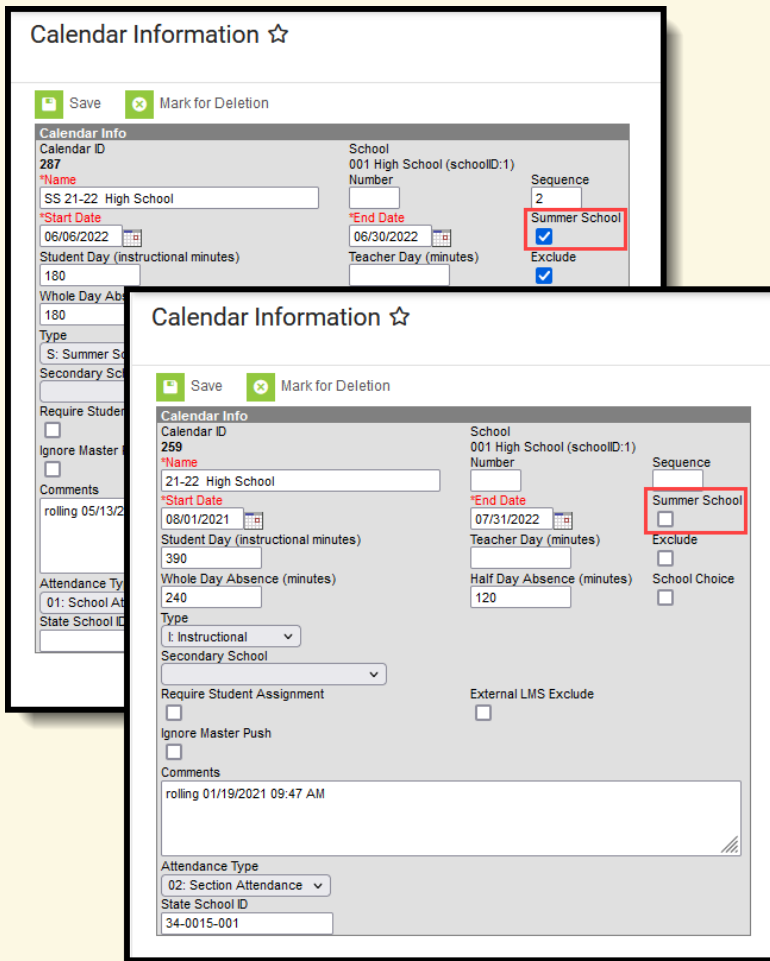 Calendar Information
Save Mark for Deletion
Calendar Info
Calendar ID School
287 001 High School (schoolID:1)
*Name Number Sequence
SS 21-22 High School 2
*Start Date *End Date Summer School
06/06/2022 06/30/2022
Student Day (instructional minutes) Teacher Day (minutes) Exclude
180
Whole Day Abs
180
Type
S: Summer Sc
Secondary Sch
Require Studen
Ignore Master
Comments
rolling 05/13/2
Attendance Ty
01: School At
State School ID
Calendar Information
Save Mark for Deletion
Calendar Info
Calendar ID School
259 001 High School (schoolID:1)
*Name Number Sequence
21-22 High School
*Start Date *End Date Summer School
08/01/2021 07/31/2022
Student Day (instructional minutes) Teacher Day (minutes) Exclude
390
Whole Day Absence (minutes) Half Day Absence (minutes) School Choice
240 120
Type
I: Instructional
Secondary School
Require Student Assignment External LMS Exclude
Ignore Master Push
Comments
rolling 01/19/2021 09:47 AM
Attendance Type
02: Section Attendance
State School ID
34-0015-001